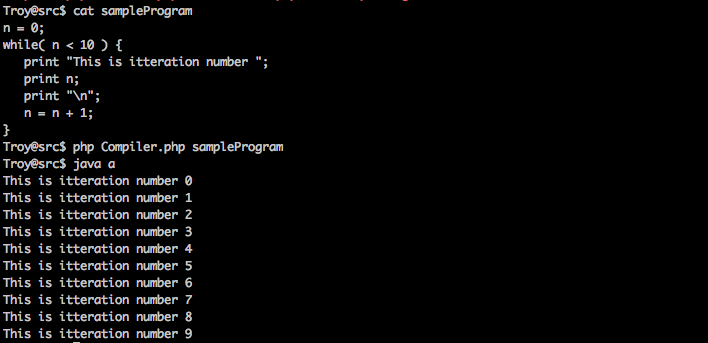 Troy@src$ cat sampleProgram
n = 0;
while( n < 10 ) {
   print "This is itteration number ";
   print n;
   print "\n";
   n = n + 1;
}
Troy@src$ php Compiler.php sampleProgram
Troy@src$ java a
This is itteration number 0
This is itteration number 1
This is itteration number 2
This is itteration number 3
This is itteration number 4
This is itteration number 5
This is itteration number 6
This is itteration number 7
This is itteration number 8
This is itteration number 9